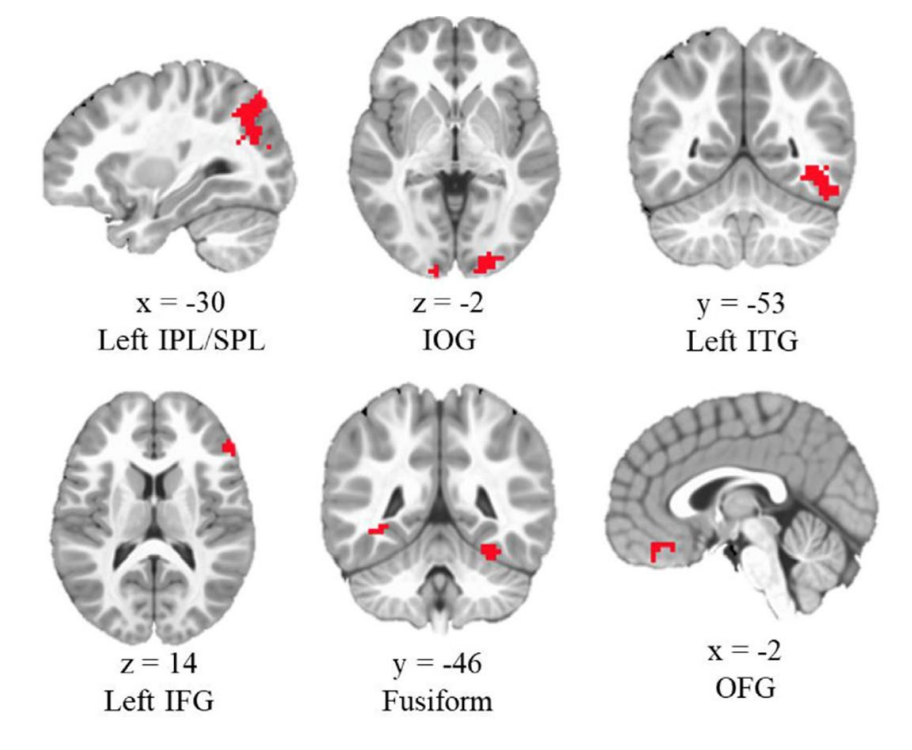 x = -30
Left IPL/SPL
z = -2
IOG
y = -53
Left ITG
z = 14
Left IFG
y = -46
Fusiform
x = -2
OFG